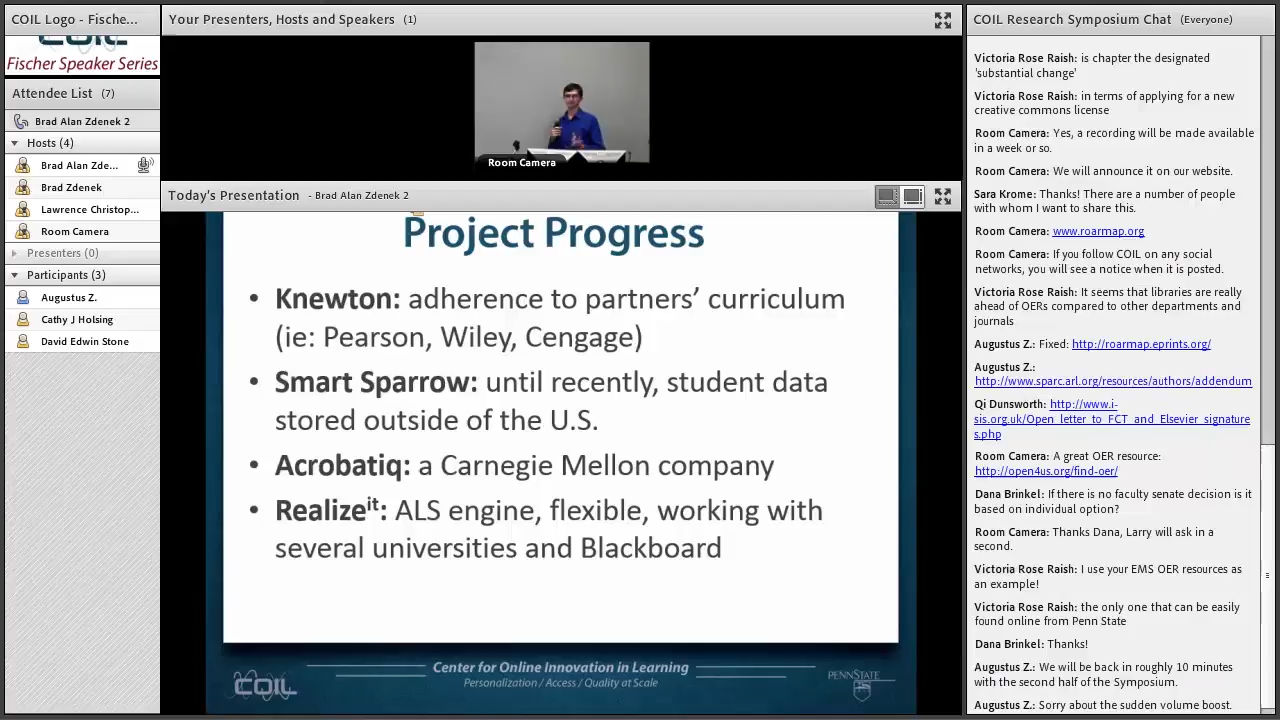 COIL Logo - Fische...
COIL
Fischer Speaker Series
Attendee List (7)
Brad Alan Zdenek 2
Hosts (4)
Brad Alan Zde...
Brad Zdenek
Lawrence Christop...
Room Camera
Presenters (0)
Participants (3)
Augustus Z.
Cathy J Holsing
David Edwin Stone
Your Presenters, Hosts and Speakers (1)
Room Camera
Today's Presentation - Brad Alan Zdenek 2
Project Progress
• Knewton: adherence to partners’ curriculum
(ie: Pearson, Wiley, Cengage)
• Smart Sparrow: until recently, student data
stored outside of the U.S.
• Acrobatiq: a Carnegie Mellon company
• Realizeit: ALS engine, flexible, working with
several universities and Blackboard
COIL
Center for Online Innovation in Learning
Personalization / Access / Quality at Scale
PENNSTATE
COIL Research Symposium Chat (Everyone)
Victoria Rose Raish: is chapter the designated
'substantial change'
Victoria Rose Raish: in terms of applying for a new
creative commons license
Room Camera: Yes, a recording will be made available
in a week or so.
Room Camera: We will announce it on our website.
Sara Krome: Thanks! There are a number of people
with whom I want to share this.
Room Camera: www.roarmap.org
Room Camera: If you follow COIL on any social
networks, you will see a notice when it is posted.
Victoria Rose Raish: It seems that libraries are really
ahead of OERs compared to other departments and
journals
Augustus Z.: Fixed: http://roarmap.eprints.org/
Augustus Z.:
http://www.sparc.arl.org/resources/authors/addendum
Qi Dunsworth: http://www.i-
sis.org.uk/Open_letter_to_FCT_and_Elsevier_signature
s.php
Room Camera: A great OER resource:
http://open4us.org/find-oer/
Dana Brinkel: If there is no faculty senate decision is it
based on individual option?
Room Camera: Thanks Dana, Larry will ask in a
second.
Victoria Rose Raish: I use your EMS OER resources as
an example!
Victoria Rose Raish: the only one that can be easily
found online from Penn State
Dana Brinkel: Thanks!
Augustus Z.: We will be back in roughly 10 minutes
with the second half of the Symposium.
Augustus Z.: Sorry about the sudden volume boost.